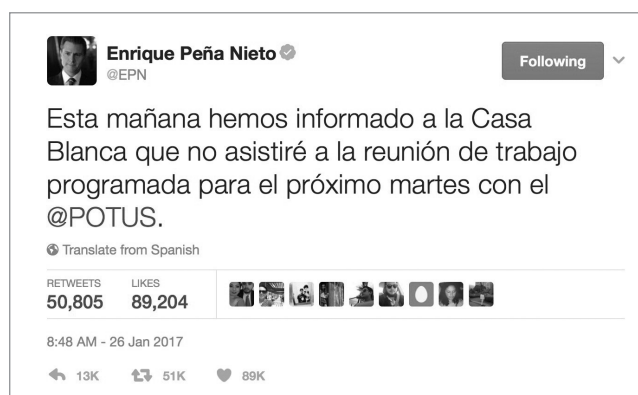 Enrique Peña Nieto
@EPN
Following
Esta mañana hemos informado a la Casa
Blanca que no asistiré a la reunión de trabajo
programada para el próximo martes con el
@POTUS.
Translate from Spanish
RETWEETS LIKES
50,805 89,204
8:48 AM - 26 Jan 2017
13K 51K 89K